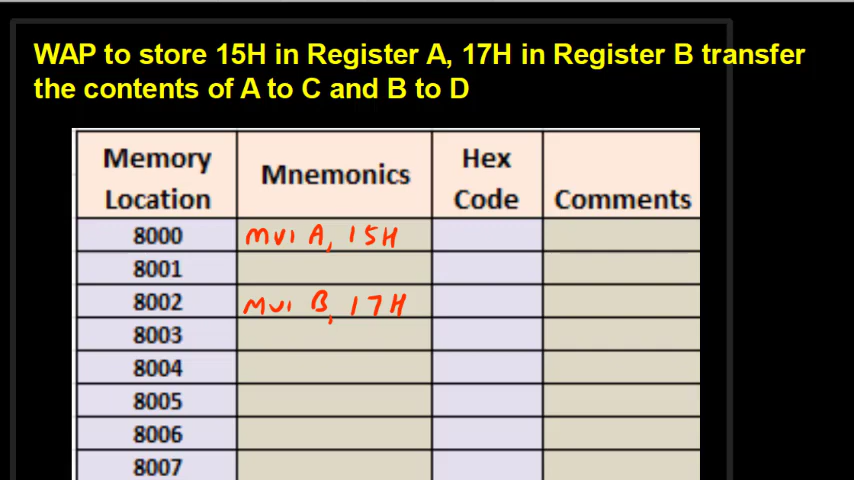 WAP to store 15H in Register A, 17H in Register B transfer
the contents of A to C and B to D
Memory Location Mnemonics Hex Code Comments
8000 MVI A, 15H
8001
8002 MVI B, 17H
8003
8004
8005
8006
8007